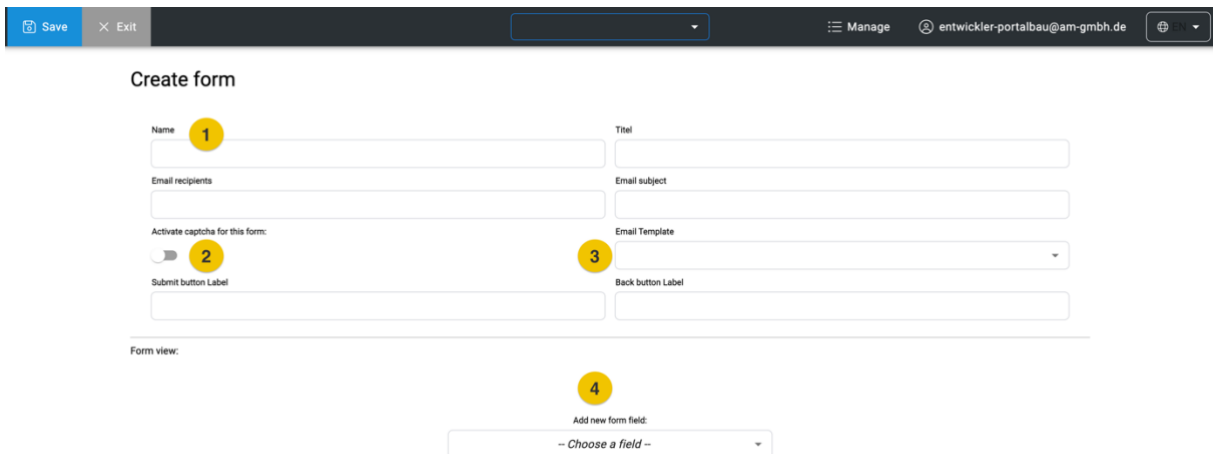 Save
Exit
Manage
entwickler-portalbau@am-gmbh.de
EN
Create form
Name
1
Titel
Email recipients
Email subject
Activate captcha for this form:
2
Email Template
3
Submit button Label
Back button Label
Form view:
4
Add new form field:
-- Choose a field --